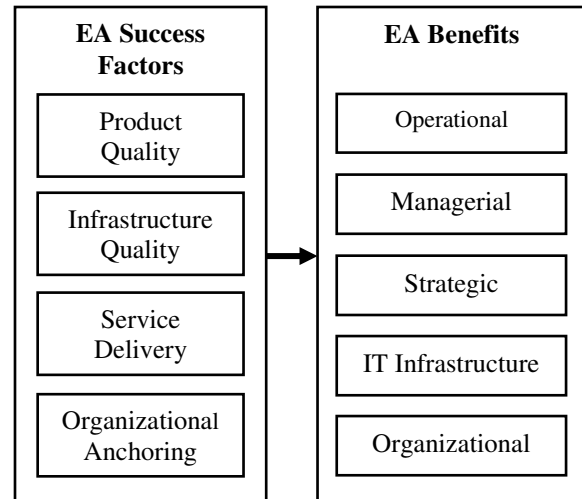 EA Success
Factors
Product
Quality
Infrastructure
Quality
Service
Delivery
Organizational
Anchoring
EA Benefits
Operational
Managerial
Strategic
IT Infrastructure
Organizational